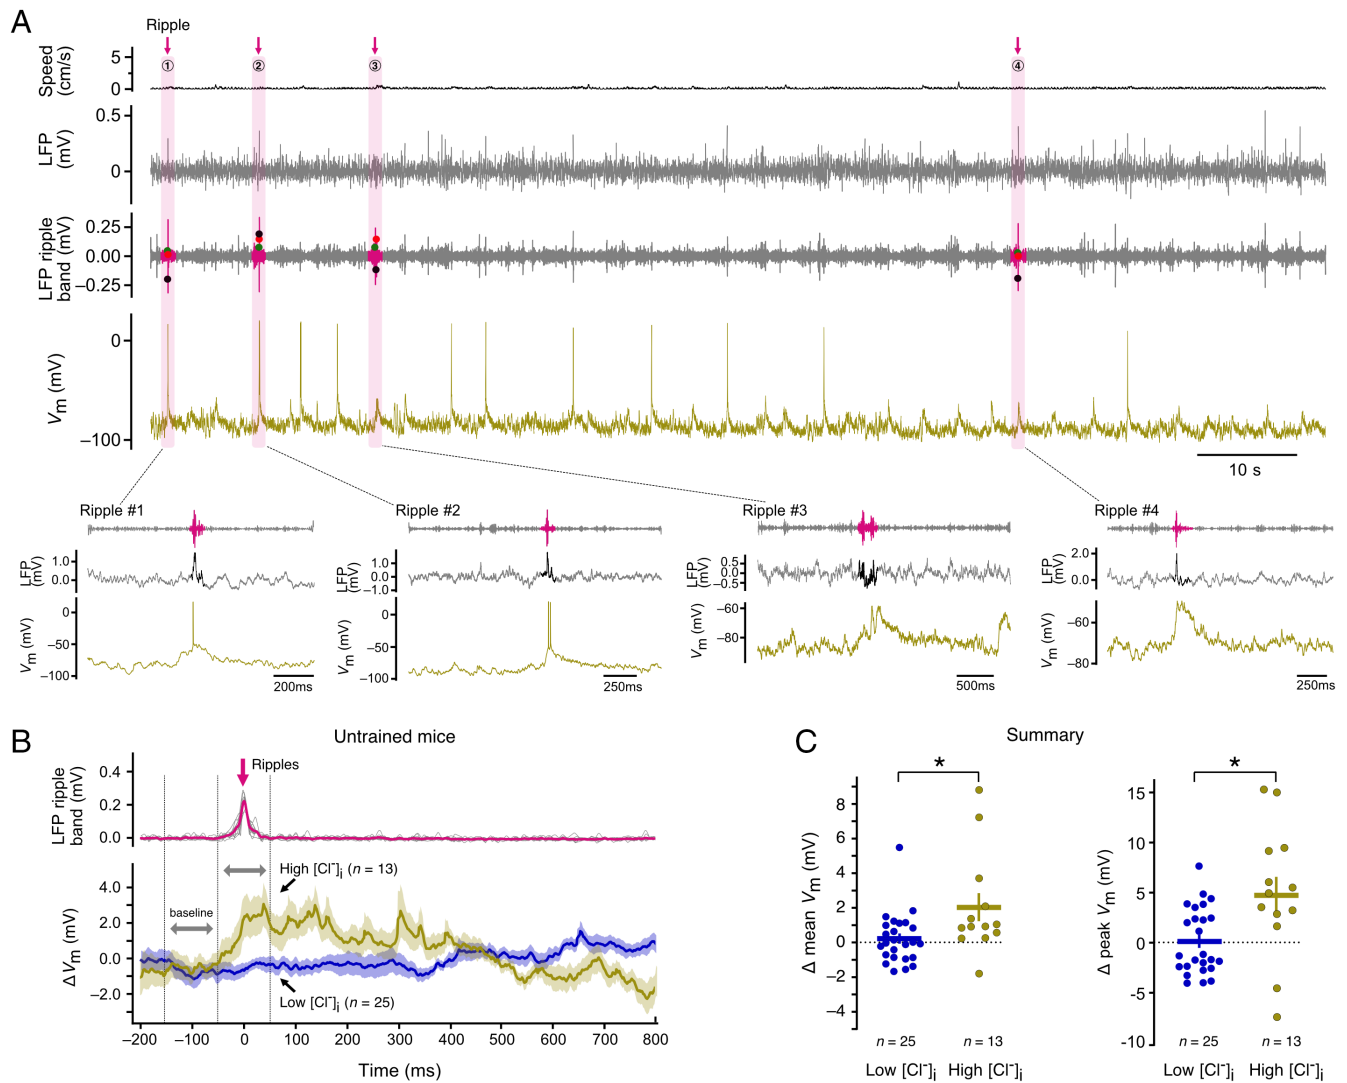 A
Ripple
① ② ③ ④
Speed
(cm/s)
5
0
LFP
(mV)
0.5
0
LFP ripple
band (mV)
0.25
0.00
−0.25
Vm (mV)
0
−100
10 s
Ripple #1
LFP
(mV)
1.0
0.0
Vm (mV)
0
−50
−100
200ms
Ripple #2
LFP
(mV)
1.0
0.0
−1.0
Vm (mV)
0
−50
−100
250ms
Ripple #3
LFP
(mV)
0.5
0.0
−0.5
Vm (mV)
−60
−80
500ms
Ripple #4
LFP
(mV)
2.0
0.0
Vm (mV)
−60
−80
250ms
B
Untrained mice
LFP ripple
band (mV)
0.4
0.2
0.0
Ripples
High [Cl⁻]i (n = 13)
baseline
ΔVm (mV)
4.0
2.0
0.0
−2.0
Low [Cl⁻]i (n = 25)
−200 −100 0 100 200 300 400 500 600 700 800
Time (ms)
C
Summary
*
Δ mean Vm (mV)
8
6
4
2
0
−2
−4
n = 25 n = 13
Low [Cl⁻]i High [Cl⁻]i
*
Δ peak Vm (mV)
15
10
5
0
-5
-10
n = 25 n = 13
Low [Cl⁻]i High [Cl⁻]i